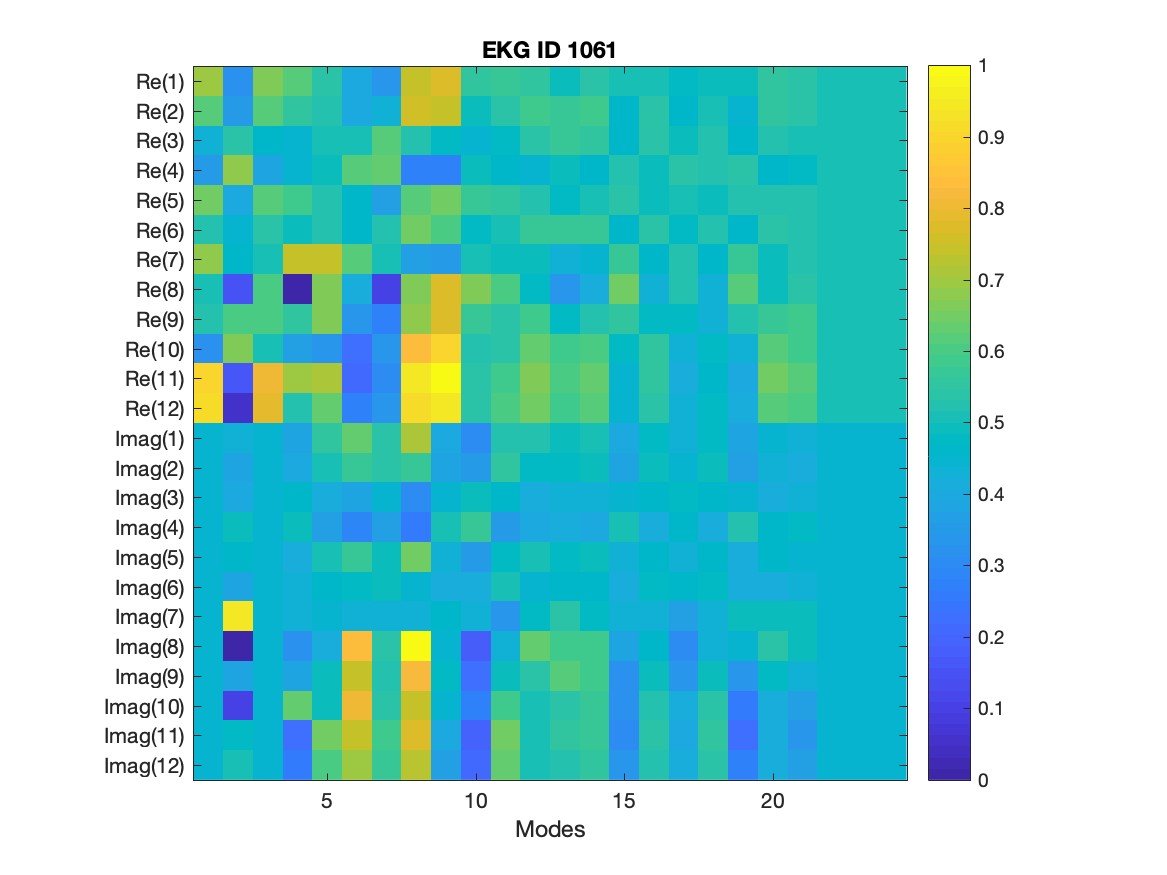 EKG ID 1061
Re(1)
Re(2)
Re(3)
Re(4)
Re(5)
Re(6)
Re(7)
Re(8)
Re(9)
Re(10)
Re(11)
Re(12)
Imag(1)
Imag(2)
Imag(3)
Imag(4)
Imag(5)
Imag(6)
Imag(7)
Imag(8)
Imag(9)
Imag(10)
Imag(11)
Imag(12)
5 10 15 20
Modes
1
0.9
0.8
0.7
0.6
0.5
0.4
0.3
0.2
0.1
0